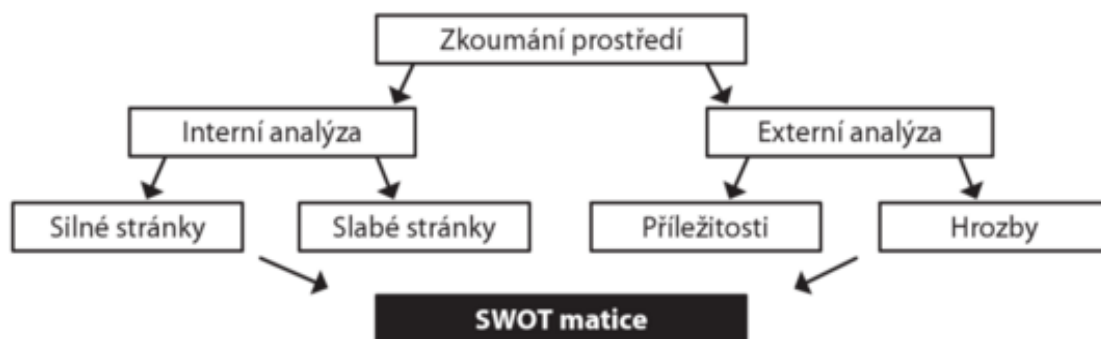 Zkoumání prostředí
Interní analýza
Externí analýza
Silné stránky
Slabé stránky
Příležitosti
Hrozby
SWOT matice